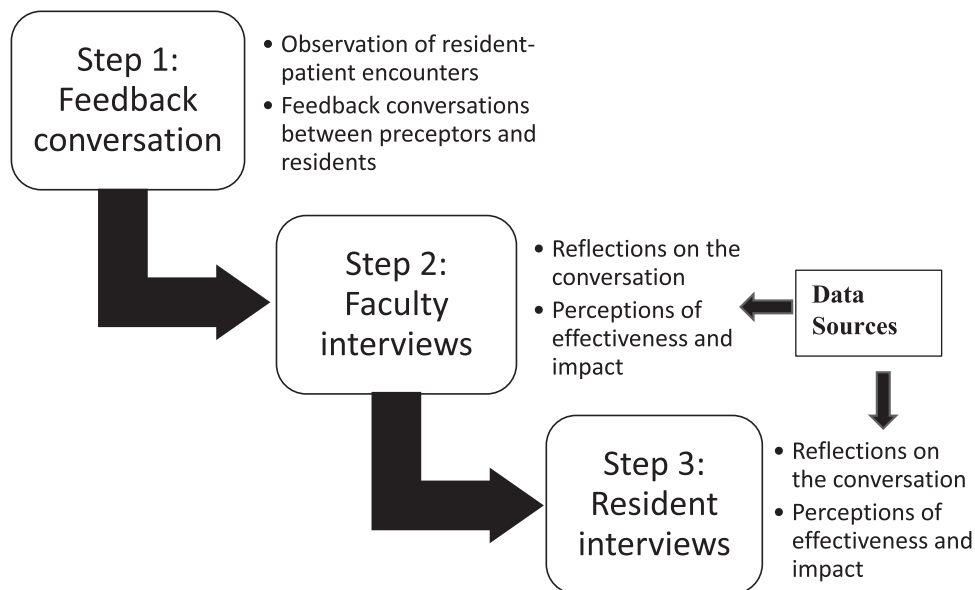 Step 1:
Feedback
conversation
• Observation of resident-
patient encounters
• Feedback conversations
between preceptors and
residents
Step 2:
Faculty
interviews
• Reflections on the
conversation
• Perceptions of
effectiveness and
impact
Data
Sources
Step 3:
Resident
interviews
• Reflections on
the conversation
• Perceptions of
effectiveness and
impact